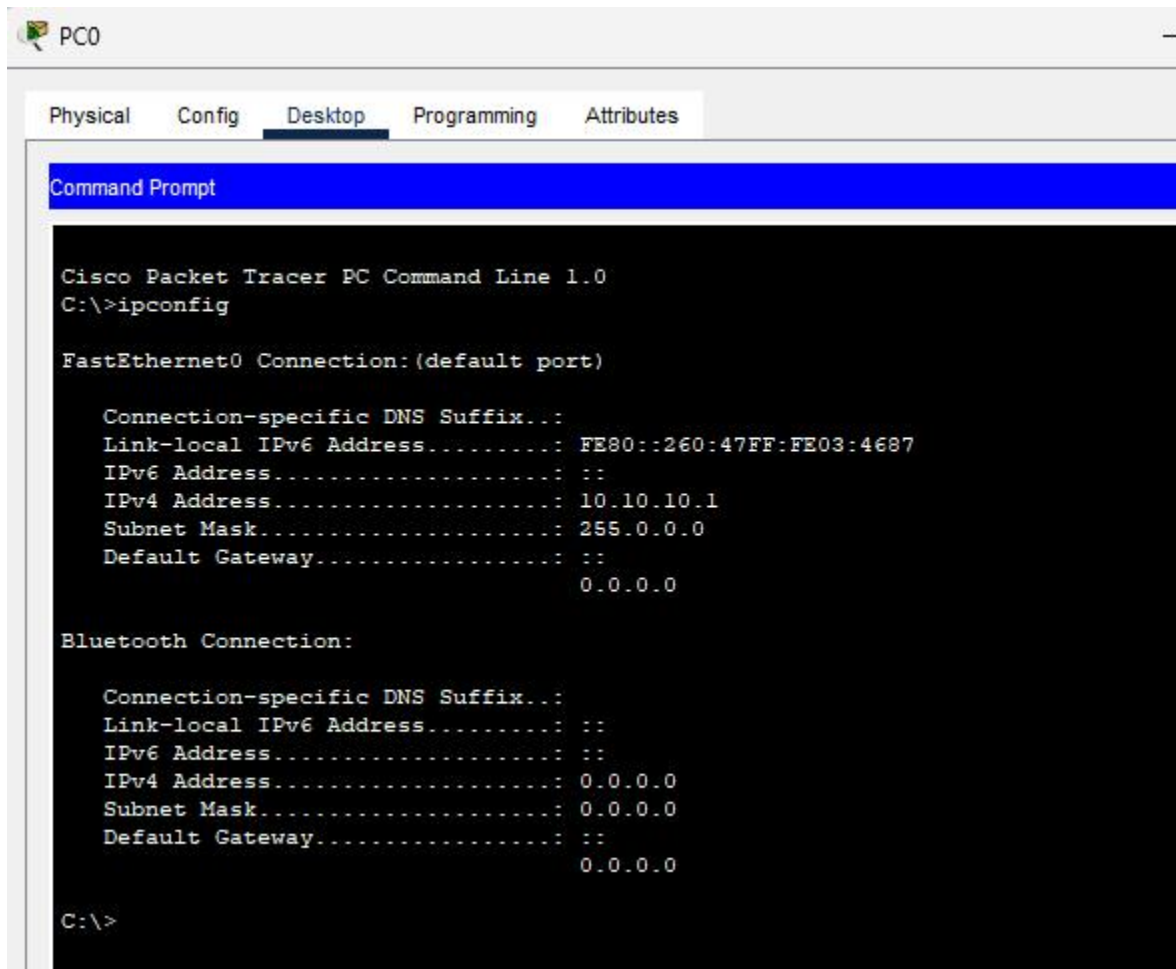 PC0
Physical Config Desktop Programming Attributes
Command Prompt
Cisco Packet Tracer PC Command Line 1.0
C:\>ipconfig
FastEthernet0 Connection:(default port)
Connection-specific DNS Suffix..:
Link-local IPv6 Address.........: FE80::260:47FF:FE03:4687
IPv6 Address....................: ::
IPv4 Address....................: 10.10.10.1
Subnet Mask.....................: 255.0.0.0
Default Gateway.................: ::
0.0.0.0
Bluetooth Connection:
Connection-specific DNS Suffix..:
Link-local IPv6 Address.........: ::
IPv6 Address....................: ::
IPv4 Address....................: 0.0.0.0
Subnet Mask.....................: 0.0.0.0
Default Gateway.................: ::
0.0.0.0
C:\>